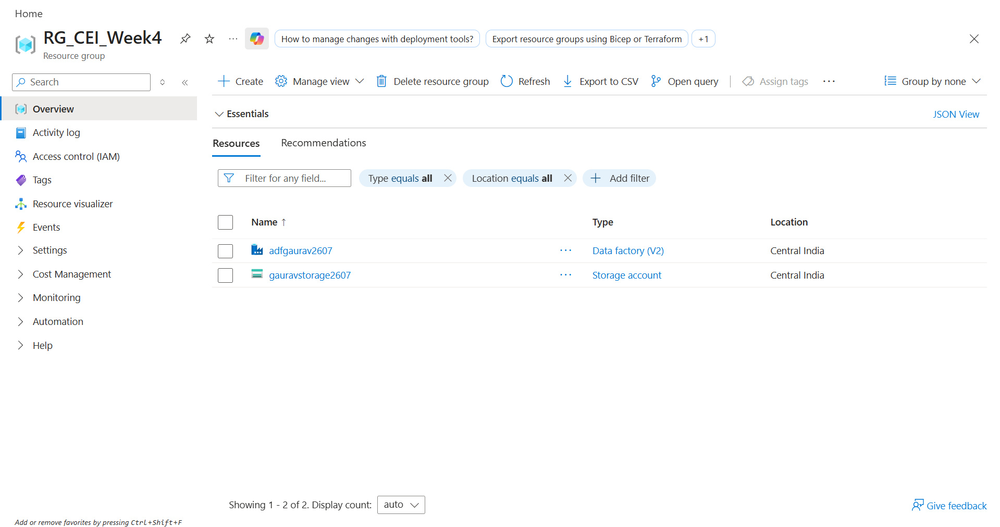 Home
RG_CEI_Week4
Resource group
How to manage changes with deployment tools?
Export resource groups using Bicep or Terraform
+1
Search
Create
Manage view
Delete resource group
Refresh
Export to CSV
Open query
Assign tags
Group by none
Overview
Activity log
Access control (IAM)
Tags
Resource visualizer
Events
Settings
Cost Management
Monitoring
Automation
Help
Essentials
JSON View
Resources Recommendations
Filter for any field...
Type equals all
Location equals all
Add filter
Name ↑ Type Location
adfgaurav2607 Data factory (V2) Central India
gauravstorage2607 Storage account Central India
Showing 1 - 2 of 2. Display count: auto
Give feedback
Add or remove favorites by pressing Ctrl+Shift+F